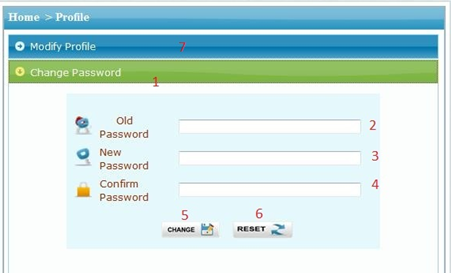 Home > Profile
Modify Profile 7
Change Password
1
Old
Password 2
New
Password 3
Confirm
Password 4
5 6
CHANGE RESET